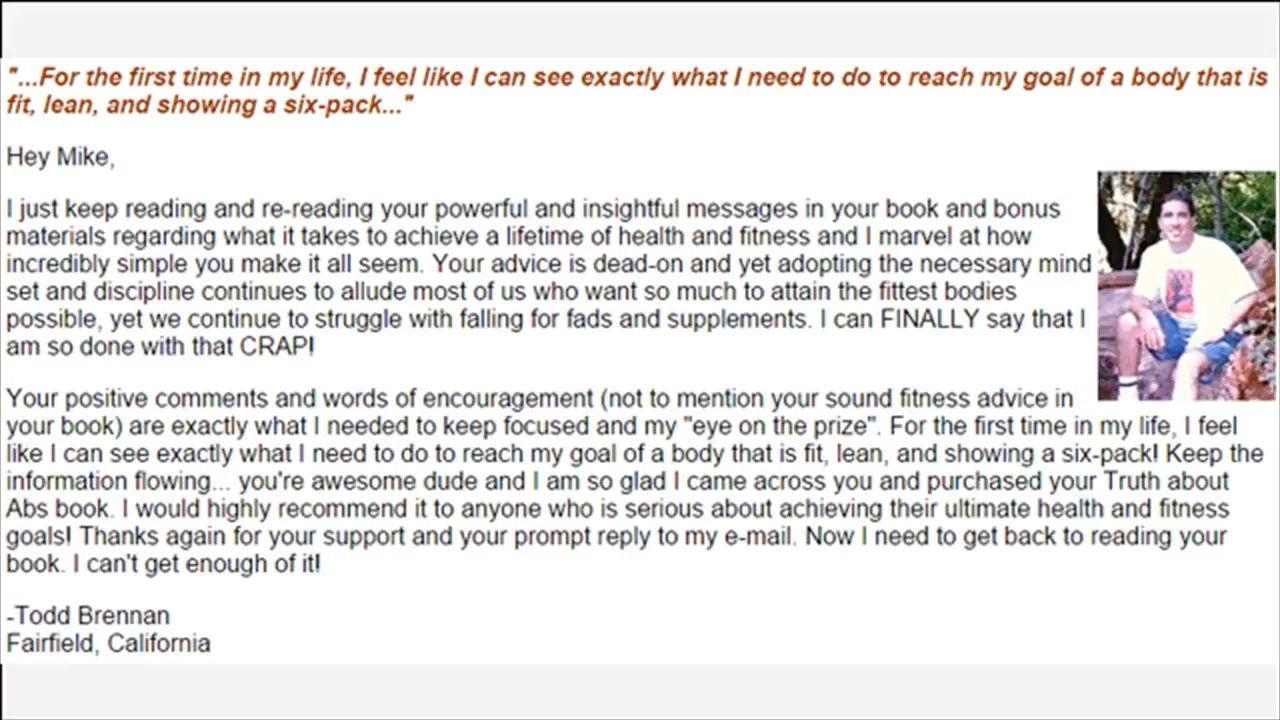 "...For the first time in my life, I feel like I can see exactly what I need to do to reach my goal of a body that is
fit, lean, and showing a six-pack..."
Hey Mike,
I just keep reading and re-reading your powerful and insightful messages in your book and bonus
materials regarding what it takes to achieve a lifetime of health and fitness and I marvel at how
incredibly simple you make it all seem. Your advice is dead-on and yet adopting the necessary mind
set and discipline continues to allude most of us who want so much to attain the fittest bodies
possible, yet we continue to struggle with falling for fads and supplements. I can FINALLY say that I
am so done with that CRAP!
Your positive comments and words of encouragement (not to mention your sound fitness advice in
your book) are exactly what I needed to keep focused and my "eye on the prize". For the first time in my life, I feel
like I can see exactly what I need to do to reach my goal of a body that is fit, lean, and showing a six-pack! Keep the
information flowing... you're awesome dude and I am so glad I came across you and purchased your Truth about
Abs book. I would highly recommend it to anyone who is serious about achieving their ultimate health and fitness
goals! Thanks again for your support and your prompt reply to my e-mail. Now I need to get back to reading your
book. I can't get enough of it!
-Todd Brennan
Fairfield, California